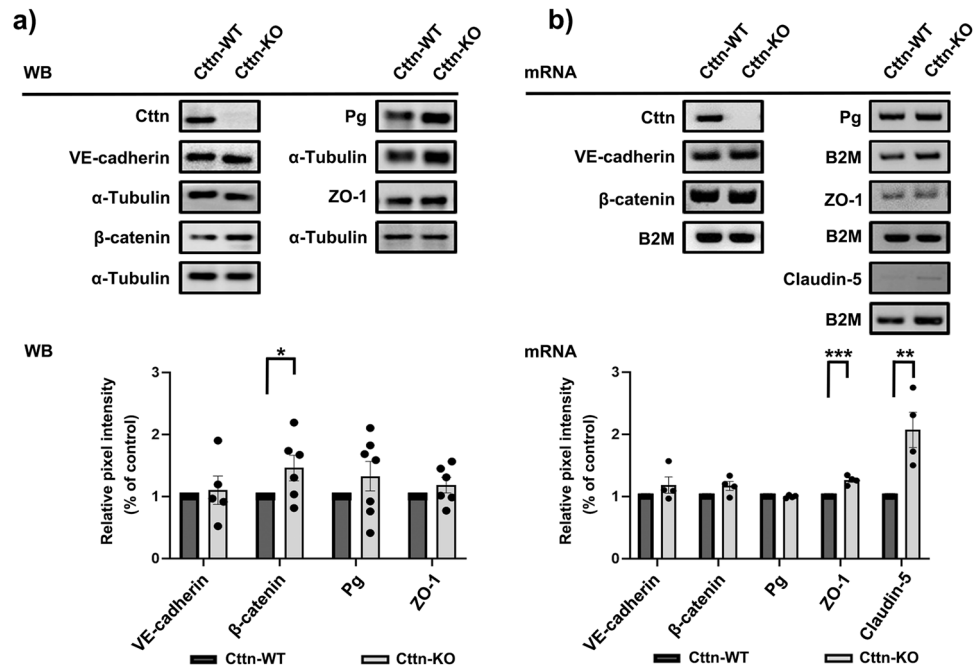 a)
Cttn-WT
Cttn-KO
Cttn-WT
Cttn-KO
WB
Cttn
VE-cadherin
α-Tubulin
β-catenin
α-Tubulin
Pg
α-Tubulin
ZO-1
α-Tubulin
WB
Relative pixel intensity
(% of control)
3
2
1
0
*
VE-cadherin
β-catenin
Pg
ZO-1
Cttn-WT
Cttn-KO
b)
Cttn-WT
Cttn-KO
Cttn-WT
Cttn-KO
mRNA
Cttn
VE-cadherin
β-catenin
B2M
Pg
B2M
ZO-1
B2M
Claudin-5
B2M
mRNA
Relative pixel intensity
(% of control)
3
2
1
0
***
**
VE-cadherin
β-catenin
Pg
ZO-1
Claudin-5
Cttn-WT
Cttn-KO